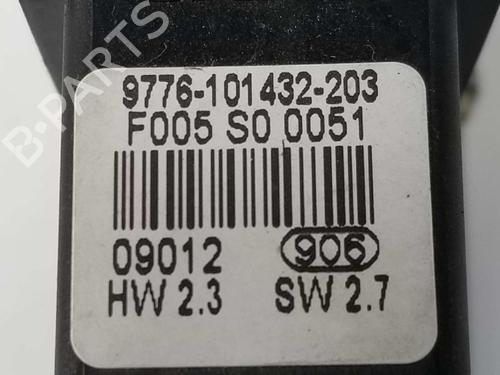 B-PARTS
9776-101432-203
F005 S0 0051
09012 906
HW 2.3 SW 2.7